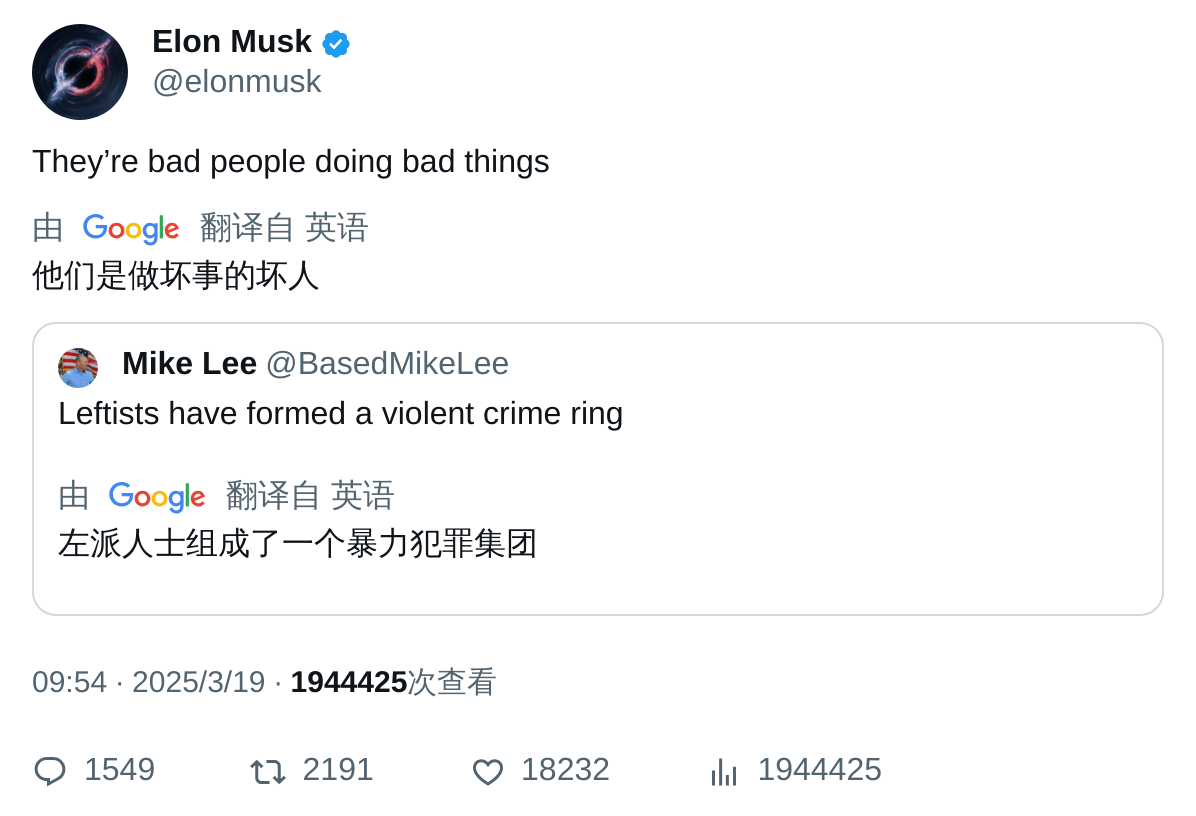 Elon Musk
@elonmusk
They’re bad people doing bad things
由 Google 翻译自 英语
他们是做坏事的坏人
Mike Lee @BasedMikeLee
Leftists have formed a violent crime ring
由 Google 翻译自 英语
左派人士组成了一个暴力犯罪集团
09:54 · 2025/3/19 · 1944425次查看
1549 2191 18232 1944425